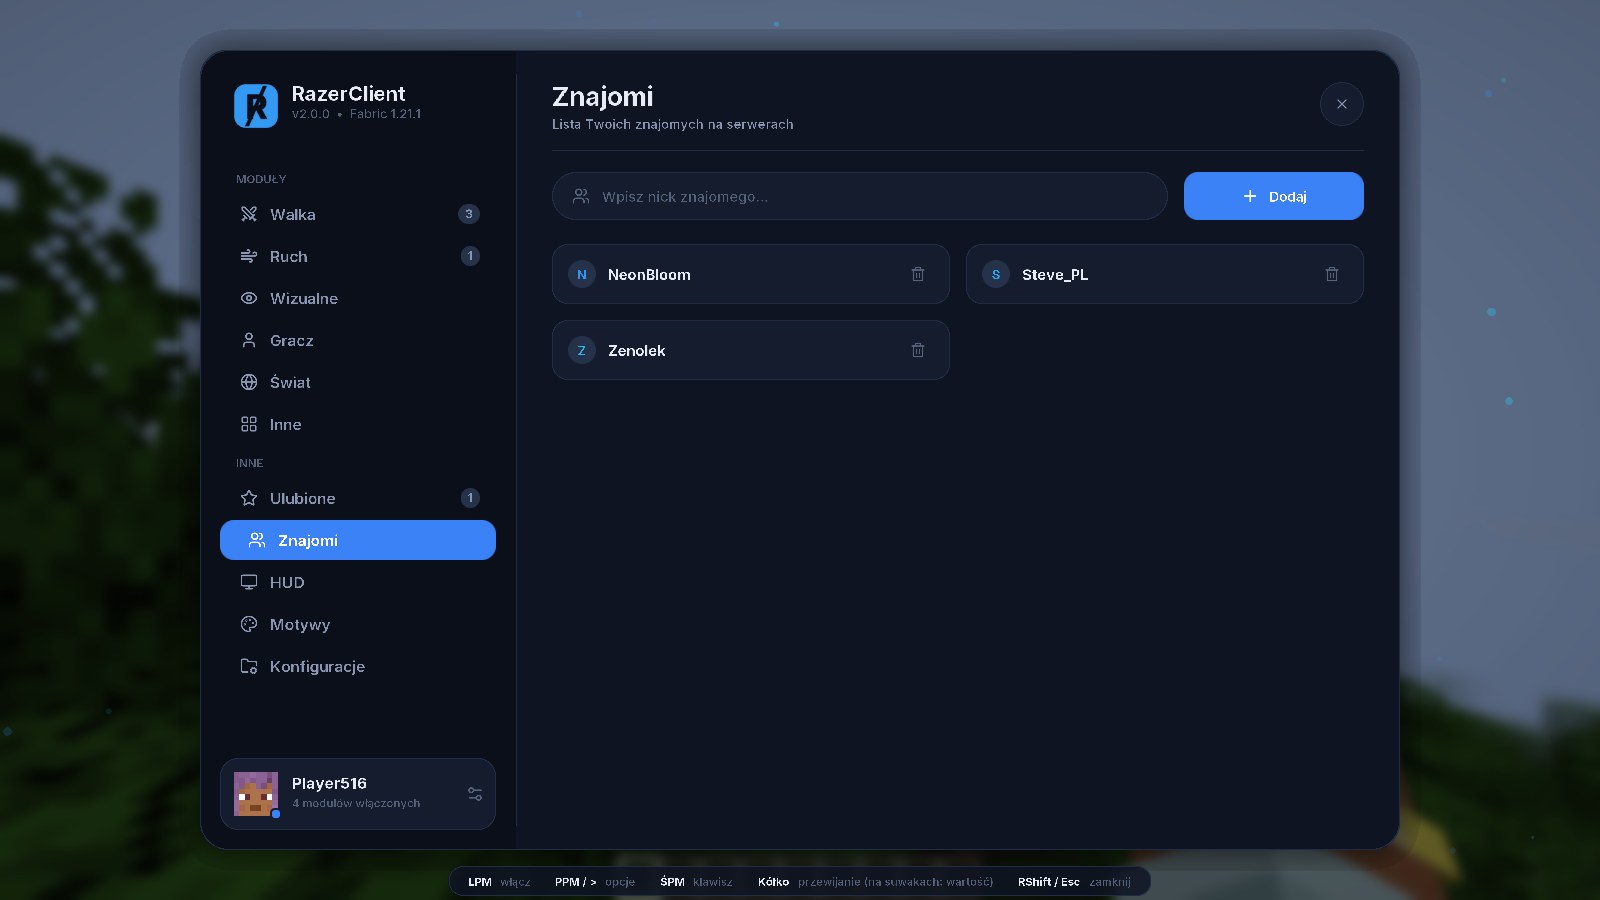 RazerClient
v2.0.0 • Fabric 1.21.1
MODUŁY
Walka 3
Ruch 1
Wizualne
Gracz
Świat
Inne
INNE
Ulubione 1
Znajomi
HUD
Motywy
Konfiguracje
Player516
4 modułów włączonych
Znajomi
Lista Twoich znajomych na serwerach
Wpisz nick znajomego...
Dodaj
N NeonBloom
S Steve_PL
Z Zenolek
LPM włącz PPM / > opcje ŚPM klawisz Kółko przewijanie (na suwakach: wartość) RShift / Esc zamknij